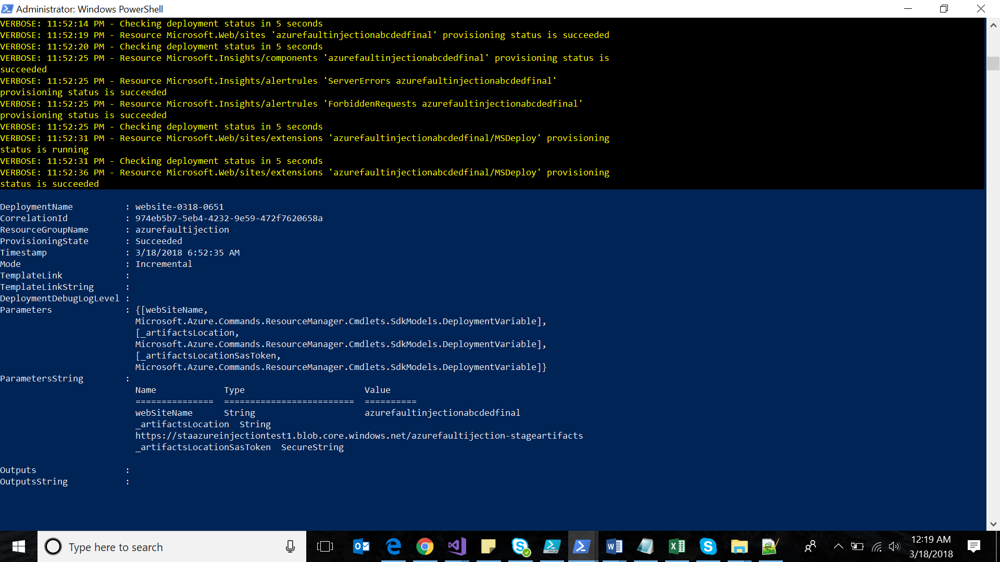 Administrator: Windows PowerShell
VERBOSE: 11:52:14 PM - Checking deployment status in 5 seconds
VERBOSE: 11:52:19 PM - Resource Microsoft.Web/sites 'azurefaultinjectionabcdedfinal' provisioning status is succeeded
VERBOSE: 11:52:20 PM - Checking deployment status in 5 seconds
VERBOSE: 11:52:25 PM - Resource Microsoft.Insights/components 'azurefaultinjectionabcdedfinal' provisioning status is
succeeded
VERBOSE: 11:52:25 PM - Resource Microsoft.Insights/alertrules 'ServerErrors azurefaultinjectionabcdedfinal'
provisioning status is succeeded
VERBOSE: 11:52:25 PM - Resource Microsoft.Insights/alertrules 'ForbiddenRequests azurefaultinjectionabcdedfinal'
provisioning status is succeeded
VERBOSE: 11:52:25 PM - Checking deployment status in 5 seconds
VERBOSE: 11:52:31 PM - Resource Microsoft.Web/sites/extensions 'azurefaultinjectionabcdedfinal/MSDeploy' provisioning
status is running
VERBOSE: 11:52:31 PM - Checking deployment status in 5 seconds
VERBOSE: 11:52:36 PM - Resource Microsoft.Web/sites/extensions 'azurefaultinjectionabcdedfinal/MSDeploy' provisioning
status is succeeded
DeploymentName : website-0318-0651
CorrelationId : 974eb5b7-5eb4-4232-9e59-472f7620658a
ResourceGroupName : azurefaultijection
ProvisioningState : Succeeded
Timestamp : 3/18/2018 6:52:35 AM
Mode : Incremental
TemplateLink :
TemplateLinkString :
DeploymentDebugLogLevel :
Parameters : {[webSiteName,
Microsoft.Azure.Commands.ResourceManager.Cmdlets.SdkModels.DeploymentVariable],
[_artifactsLocation,
Microsoft.Azure.Commands.ResourceManager.Cmdlets.SdkModels.DeploymentVariable],
[_artifactsLocationSasToken,
Microsoft.Azure.Commands.ResourceManager.Cmdlets.SdkModels.DeploymentVariable]}
ParametersString :
Name Type Value
=============== ========================= ==========
webSiteName String azurefaultinjectionabcdedfinal
_artifactsLocation String
https://staazureinjectiontest1.blob.core.windows.net/azurefaultijection-stageartifacts
_artifactsLocationSasToken SecureString
Outputs :
OutputsString :
Type here to search
12:19 AM
3/18/2018